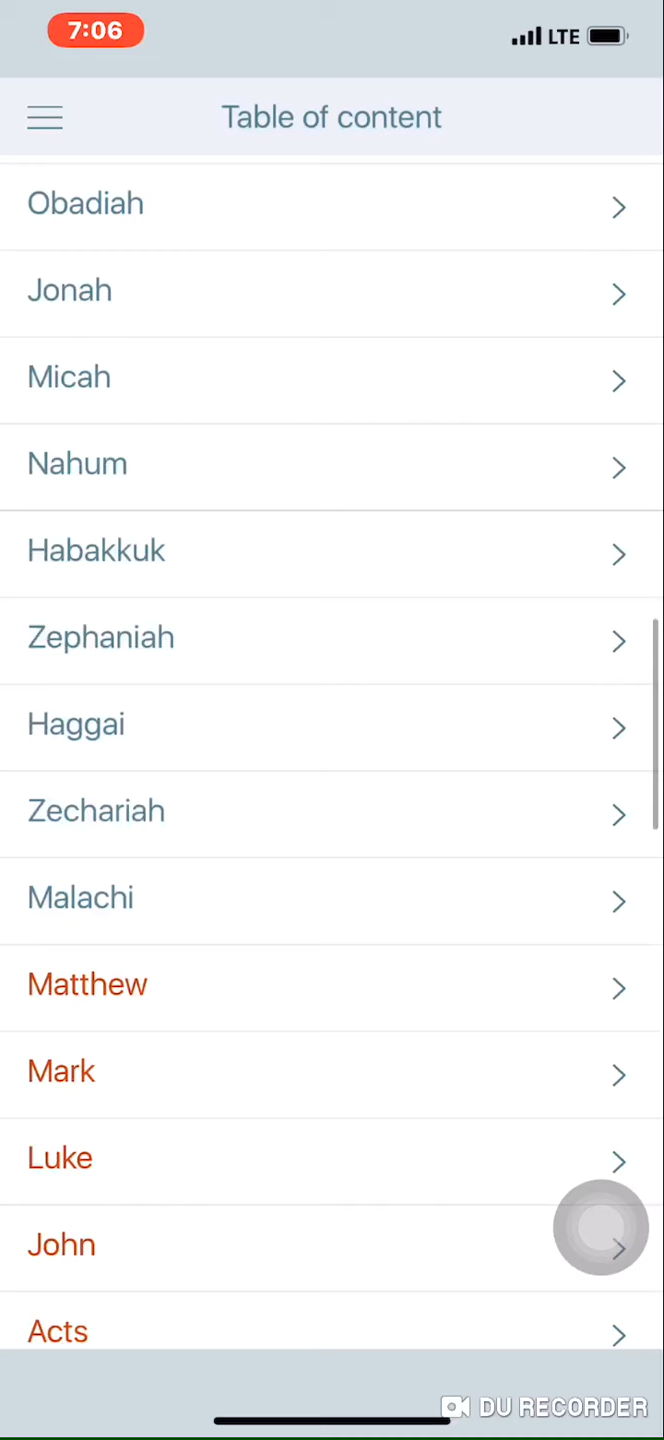 7:06
LTE
Table of content
Obadiah
Jonah
Micah
Nahum
Habakkuk
Zephaniah
Haggai
Zechariah
Malachi
Matthew
Mark
Luke
John
Acts
DU RECORDER